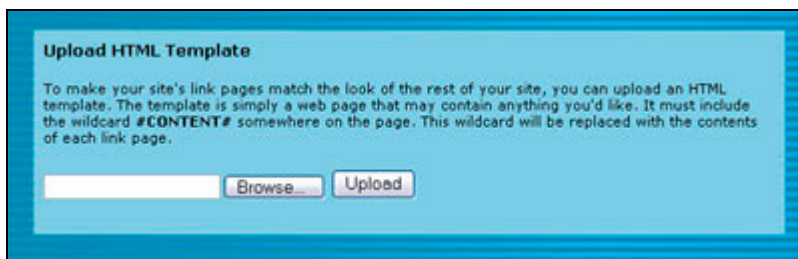 Upload HTML Template
To make your site's link pages match the look of the rest of your site, you can upload an HTML
template. The template is simply a web page that may contain anything you'd like. It must include
the wildcard #CONTENT# somewhere on the page. This wildcard will be replaced with the contents
of each link page.
Browse... Upload